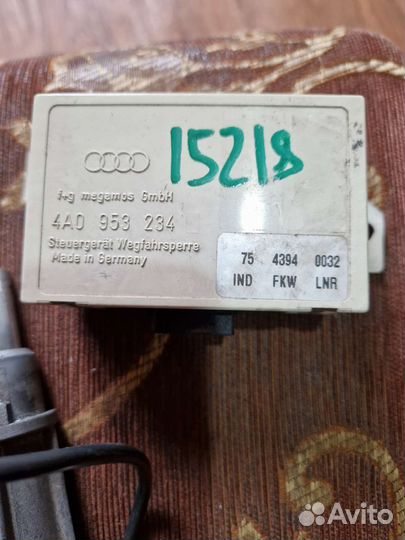 15218
f+g megamos GmbH
4A0 953 234
Steuergerät Wegfahrsperre
Made in Germany
75 4394 0032
IND FKW LNR
Avito